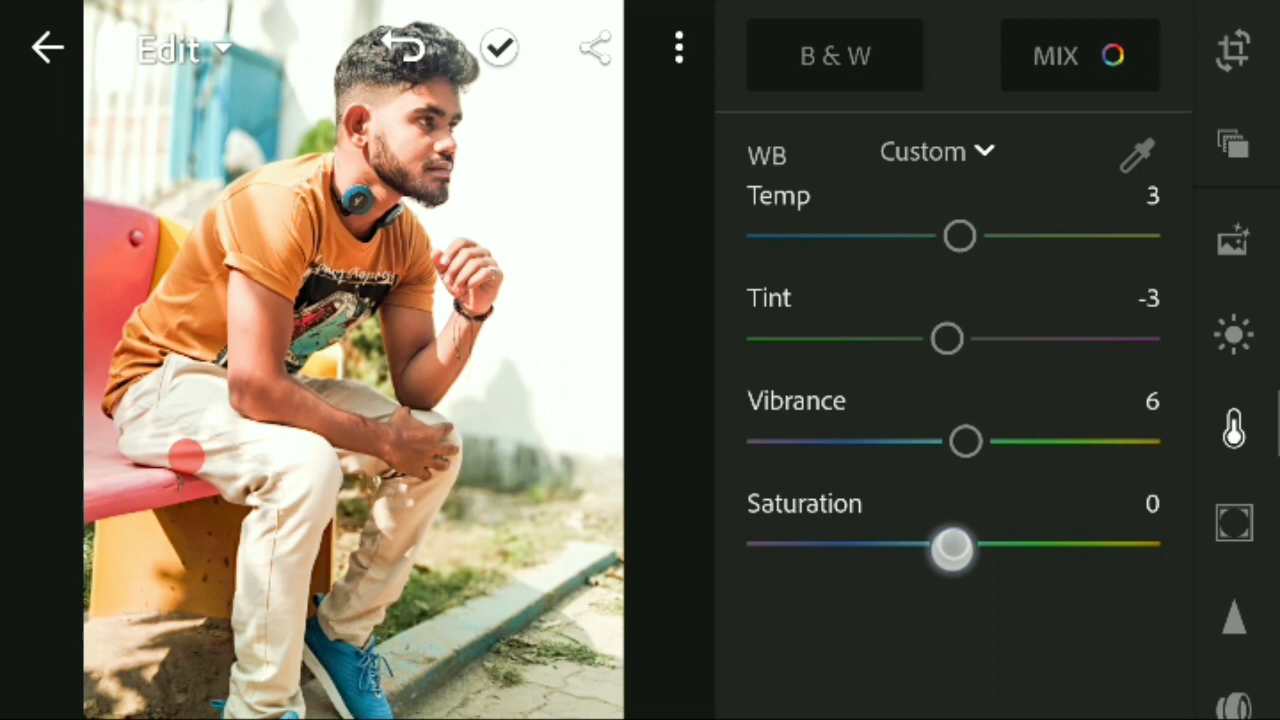 Edit
B & W
MIX
WB
Custom
Temp
3
Tint
-3
Vibrance
6
Saturation
0